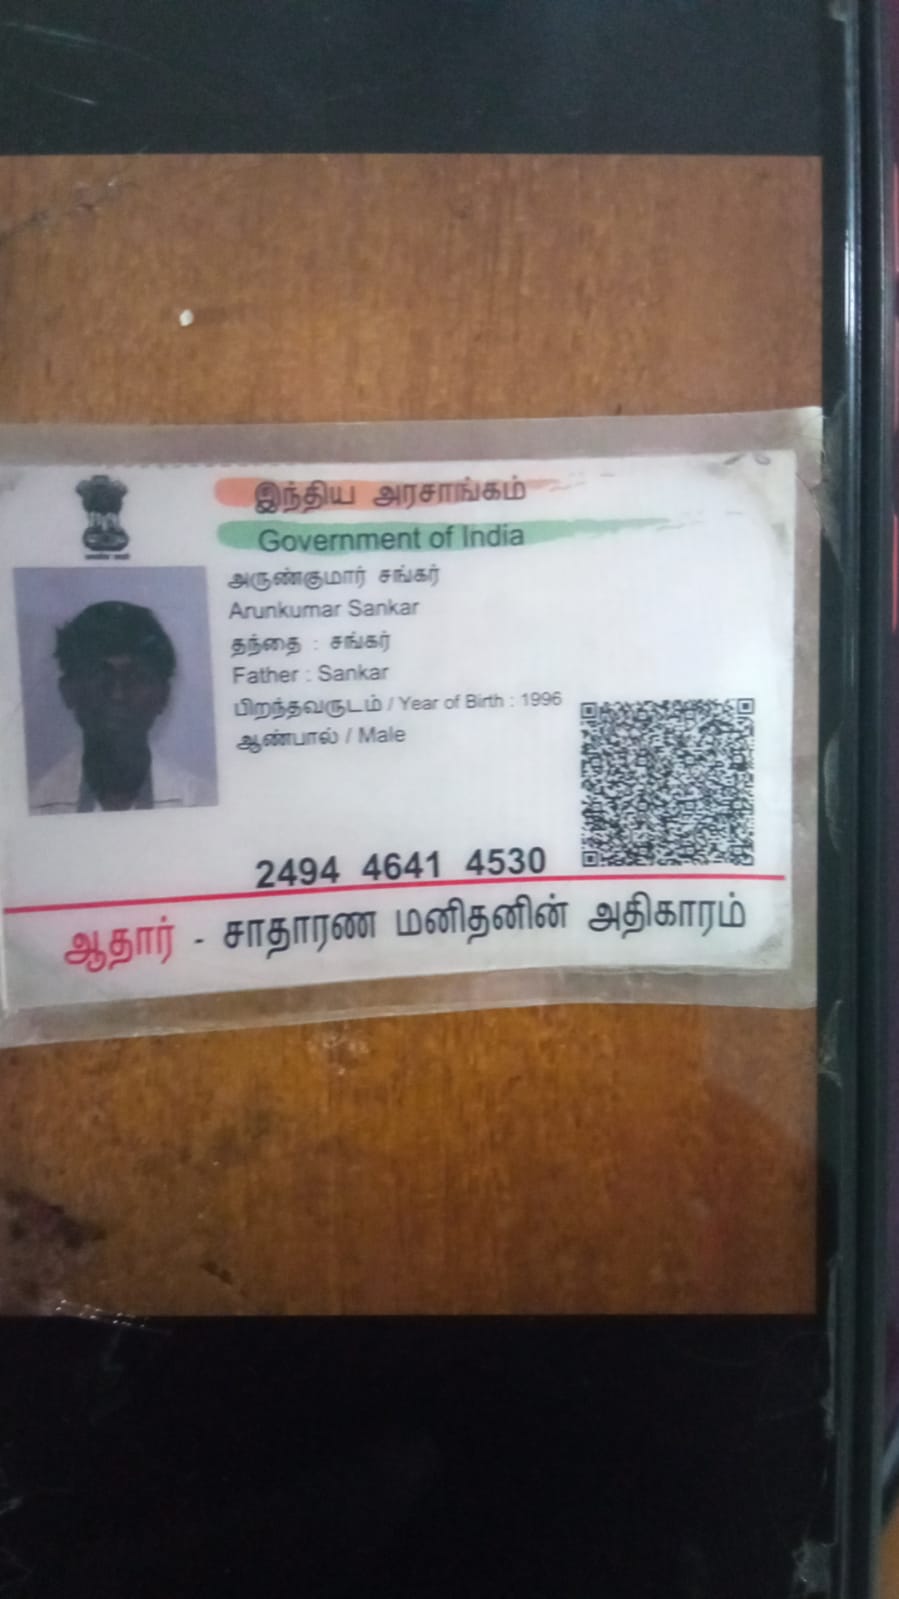 இந்திய அரசாங்கம்
Government of India
அருண்குமார் சங்கர்
Arunkumar Sankar
தந்தை : சங்கர்
Father : Sankar
பிறந்தவருடம் / Year of Birth : 1996
ஆண்பால் / Male
2494 4641 4530
ஆதார் - சாதாரண மனிதனின் அதிகாரம்